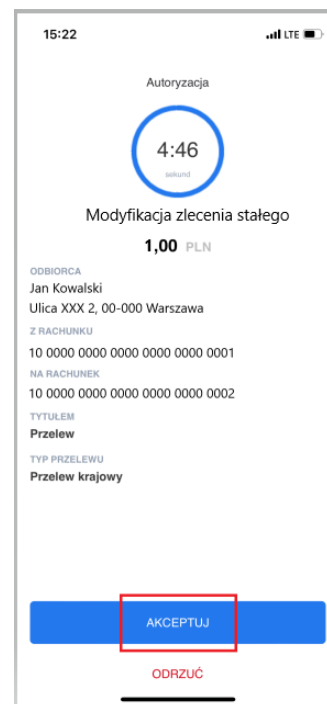 15:22 LTE
Autoryzacja
4:46
sekund
Modyfikacja zlecenia stałego
1,00 PLN
ODBIORCA
Jan Kowalski
Ulica XXX 2, 00-000 Warszawa
Z RACHUNKU
10 0000 0000 0000 0000 0000 0001
NA RACHUNEK
10 0000 0000 0000 0000 0000 0002
TYTUŁEM
Przelew
TYP PRZELEWU
Przelew krajowy
AKCEPTUJ
ODRZUĆ